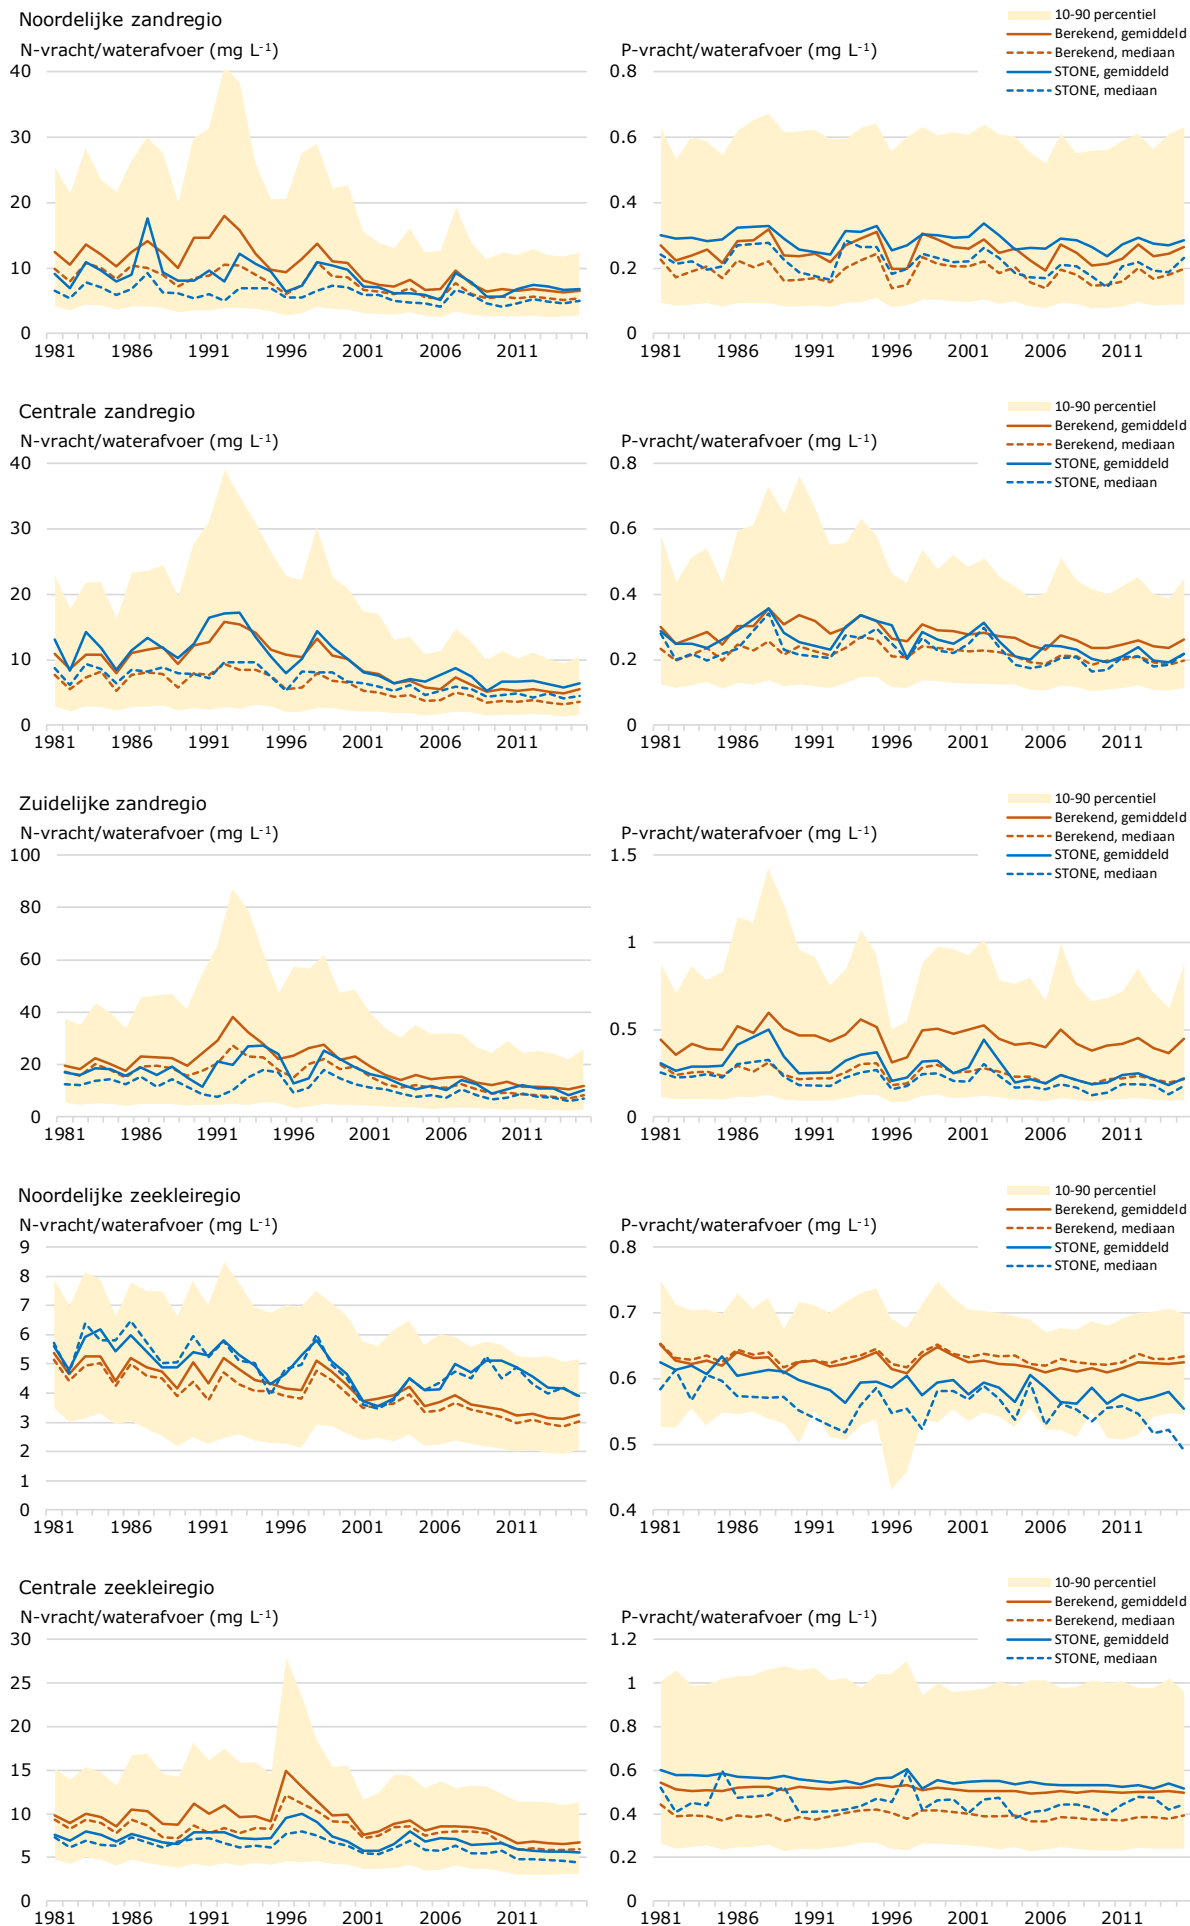 Noordelijke zandregio
N-vracht/waterafvoer (mg L-1)
40
30
20
10
0
1981 1986 1991 1996 2001 2006 2011
P-vracht/waterafvoer (mg L-1)
10-90 percentiel
Berekend, gemiddeld
Berekend, mediaan
STONE, gemiddeld
STONE, mediaan
0.8
0.6
0.4
0.2
0
1981 1986 1991 1996 2001 2006 2011
Centrale zandregio
N-vracht/waterafvoer (mg L-1)
40
30
20
10
0
1981 1986 1991 1996 2001 2006 2011
P-vracht/waterafvoer (mg L-1)
10-90 percentiel
Berekend, gemiddeld
Berekend, mediaan
STONE, gemiddeld
STONE, mediaan
0.8
0.6
0.4
0.2
0
1981 1986 1991 1996 2001 2006 2011
Zuidelijke zandregio
N-vracht/waterafvoer (mg L-1)
100
80
60
40
20
0
1981 1986 1991 1996 2001 2006 2011
P-vracht/waterafvoer (mg L-1)
10-90 percentiel
Berekend, gemiddeld
Berekend, mediaan
STONE, gemiddeld
STONE, mediaan
1.5
1
0.5
0
1981 1986 1991 1996 2001 2006 2011
Noordelijke zeekleiregio
N-vracht/waterafvoer (mg L-1)
9
8
7
6
5
4
3
2
1
0
1981 1986 1991 1996 2001 2006 2011
P-vracht/waterafvoer (mg L-1)
10-90 percentiel
Berekend, gemiddeld
Berekend, mediaan
STONE, gemiddeld
STONE, mediaan
0.8
0.7
0.6
0.5
0.4
1981 1986 1991 1996 2001 2006 2011
Centrale zeekleiregio
N-vracht/waterafvoer (mg L-1)
30
25
20
15
10
5
0
1981 1986 1991 1996 2001 2006 2011
P-vracht/waterafvoer (mg L-1)
10-90 percentiel
Berekend, gemiddeld
Berekend, mediaan
STONE, gemiddeld
STONE, mediaan
1.2
1
0.8
0.6
0.4
0.2
0
1981 1986 1991 1996 2001 2006 2011